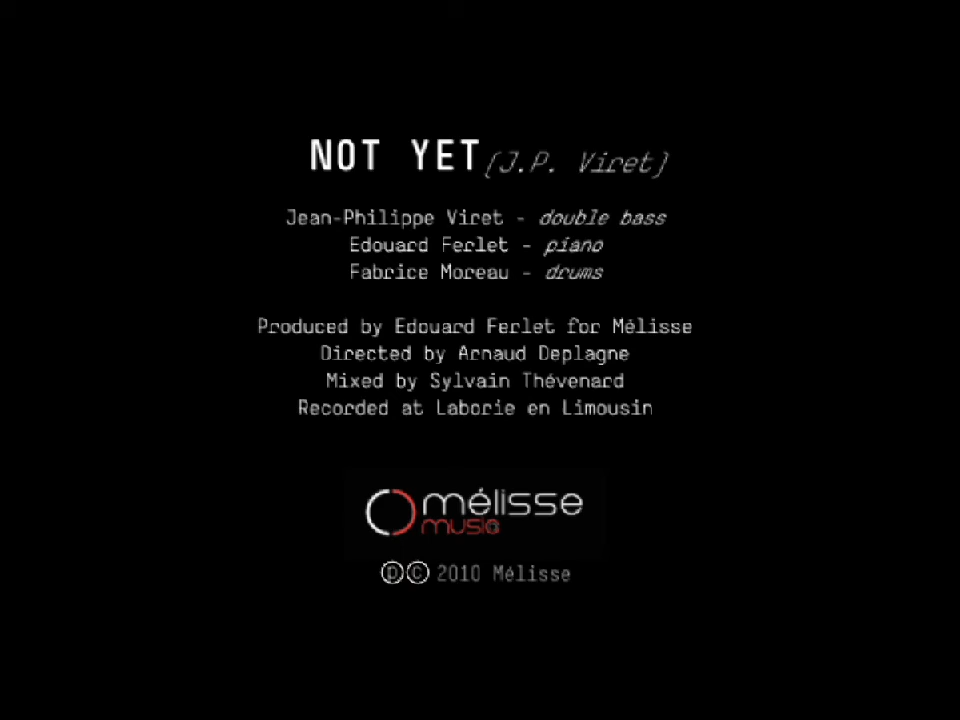 NOT YET (J.P. Viret)
Jean-Philippe Viret - double bass
Edouard Ferlet - piano
Fabrice Moreau - drums
Produced by Edouard Ferlet for Mélisse
Directed by Arnaud Deplagne
Mixed by Sylvain Thévenard
Recorded at Laborie en Limousin
mélisse
music
℗© 2010 Mélisse